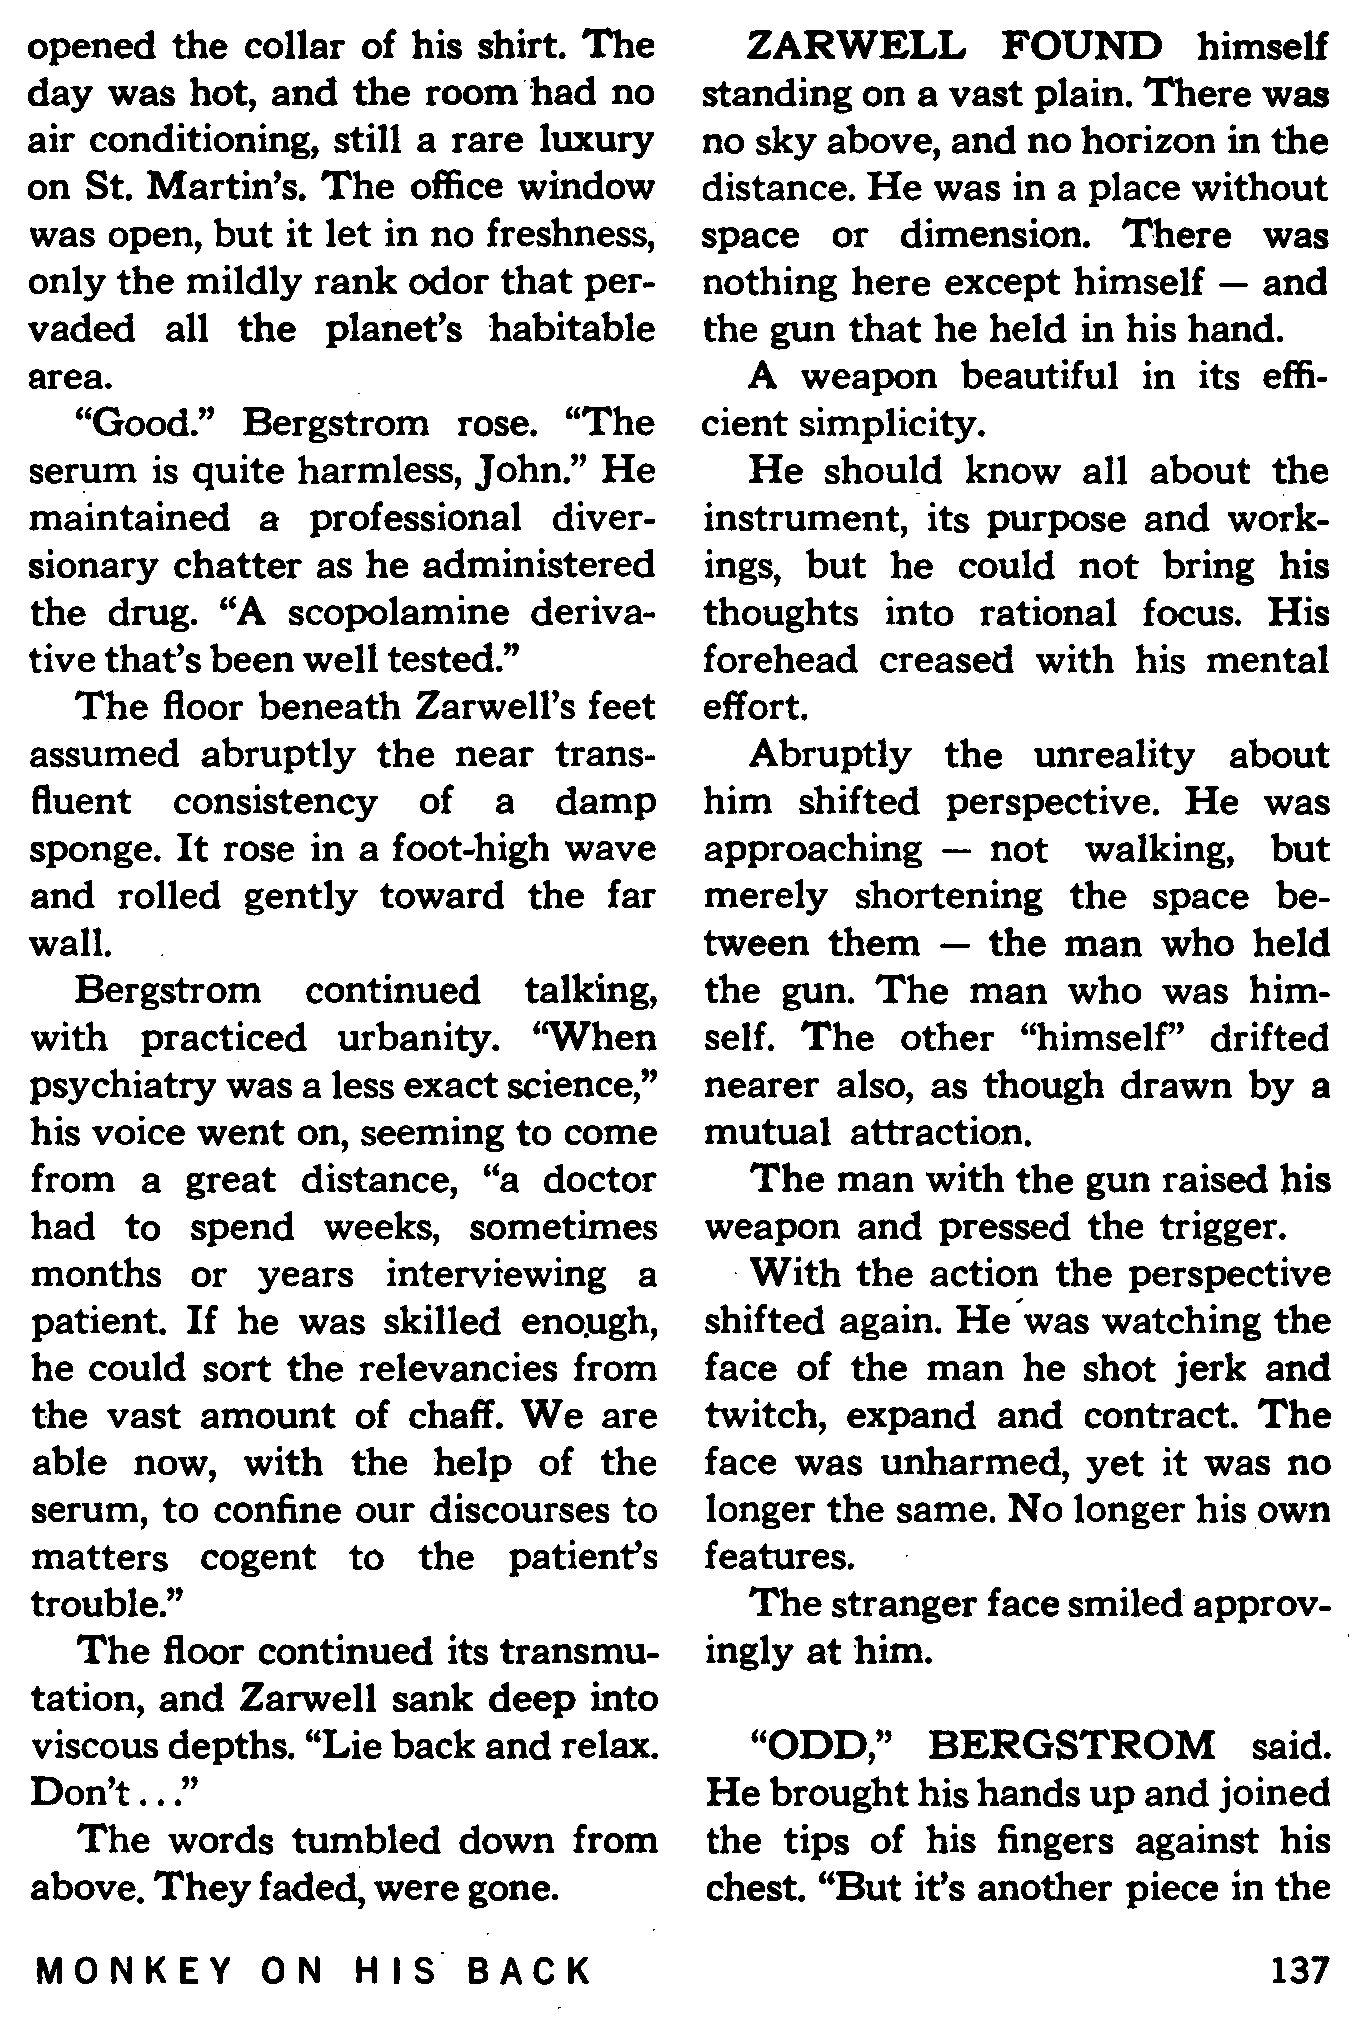 opened the collar of his shirt. The
day was hot, and the room had no
air conditioning, still a rare luxury
on St. Martin's. The office window
was open, but it let in no freshness,
only the mildly rank odor that per-
vaded all the planet's habitable
area.
“Good.” Bergstrom rose. “The
serum is quite harmless, John.” He
maintained a professional diver-
sionary chatter as he administered
the drug. “A scopolamine deriva-
tive that's been well tested.”
The floor beneath Zarwell's feet
assumed abruptly the near trans-
fluent consistency of a damp
sponge. It rose in a foot-high wave
and rolled gently toward the far
wall.
Bergstrom continued talking,
with practiced urbanity. “When
psychiatry was a less exact science,”
his voice went on, seeming to come
from a great distance, “a doctor
had to spend weeks, sometimes
months or years interviewing a
patient. If he was skilled enough,
he could sort the relevancies from
the vast amount of chaff. We are
able now, with the help of the
serum, to confine our discourses to
matters cogent to the patient's
trouble.”
The floor continued its transmu-
tation, and Zarwell sank deep into
viscous depths. “Lie back and relax.
Don't . . .”
The words tumbled down from
above. They faded, were gone.
ZARWELL FOUND himself
standing on a vast plain. There was
no sky above, and no horizon in the
distance. He was in a place without
space or dimension. There was
nothing here except himself — and
the gun that he held in his hand.
A weapon beautiful in its effi-
cient simplicity.
He should know all about the
instrument, its purpose and work-
ings, but he could not bring his
thoughts into rational focus. His
forehead creased with his mental
effort.
Abruptly the unreality about
him shifted perspective. He was
approaching — not walking, but
merely shortening the space be-
tween them — the man who held
the gun. The man who was him-
self. The other “himself” drifted
nearer also, as though drawn by a
mutual attraction.
The man with the gun raised his
weapon and pressed the trigger.
With the action the perspective
shifted again. He was watching the
face of the man he shot jerk and
twitch, expand and contract. The
face was unharmed, yet it was no
longer the same. No longer his own
features.
The stranger face smiled approv-
ingly at him.
“ODD,” BERGSTROM said.
He brought his hands up and joined
the tips of his fingers against his
chest. “But it's another piece in the
MONKEY ON HIS BACK 137